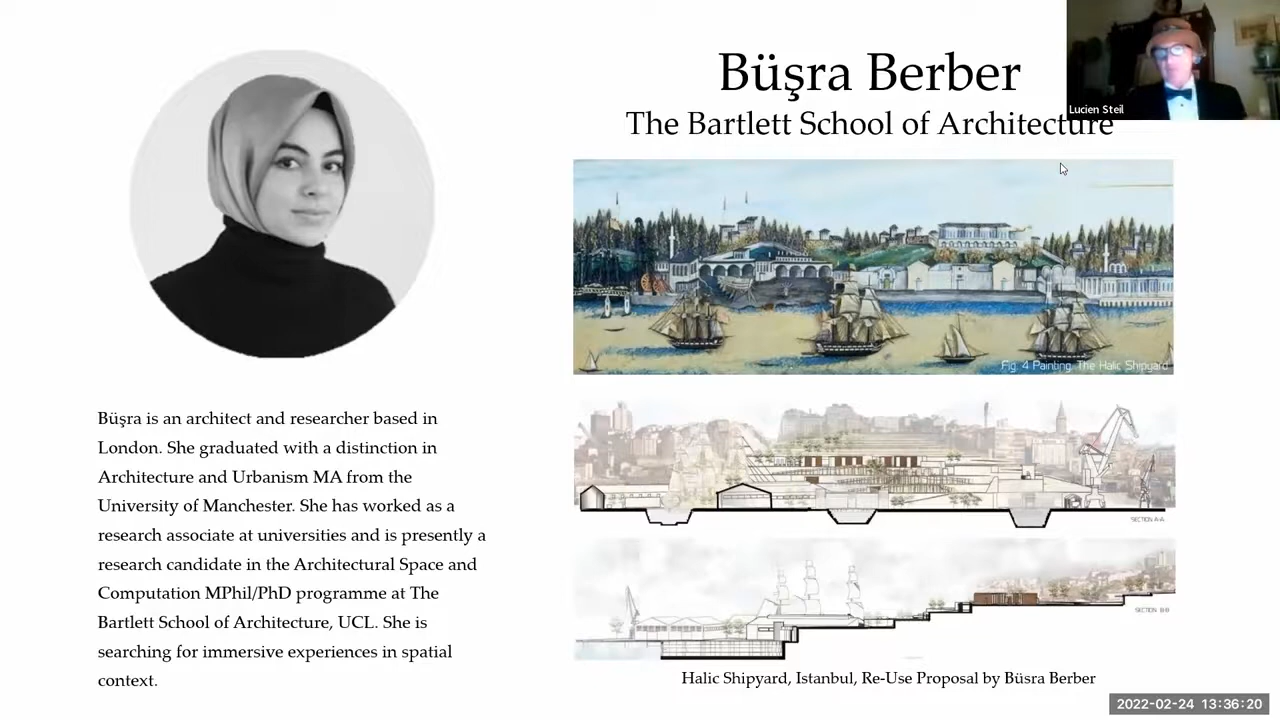 Büşra Berber
The Bartlett School of Architecture
Lucien Steil
Fig. 4 Painting: The Halic Shipyard
Büşra is an architect and researcher based in
London. She graduated with a distinction in
Architecture and Urbanism MA from the
University of Manchester. She has worked as a
research associate at universities and is presently a
research candidate in the Architectural Space and
Computation MPhil/PhD programme at The
Bartlett School of Architecture, UCL. She is
searching for immersive experiences in spatial
context.
SECTION A-A
SECTION B-B
Halic Shipyard, Istanbul, Re-Use Proposal by Büsra Berber
2022-02-24 13:36:20